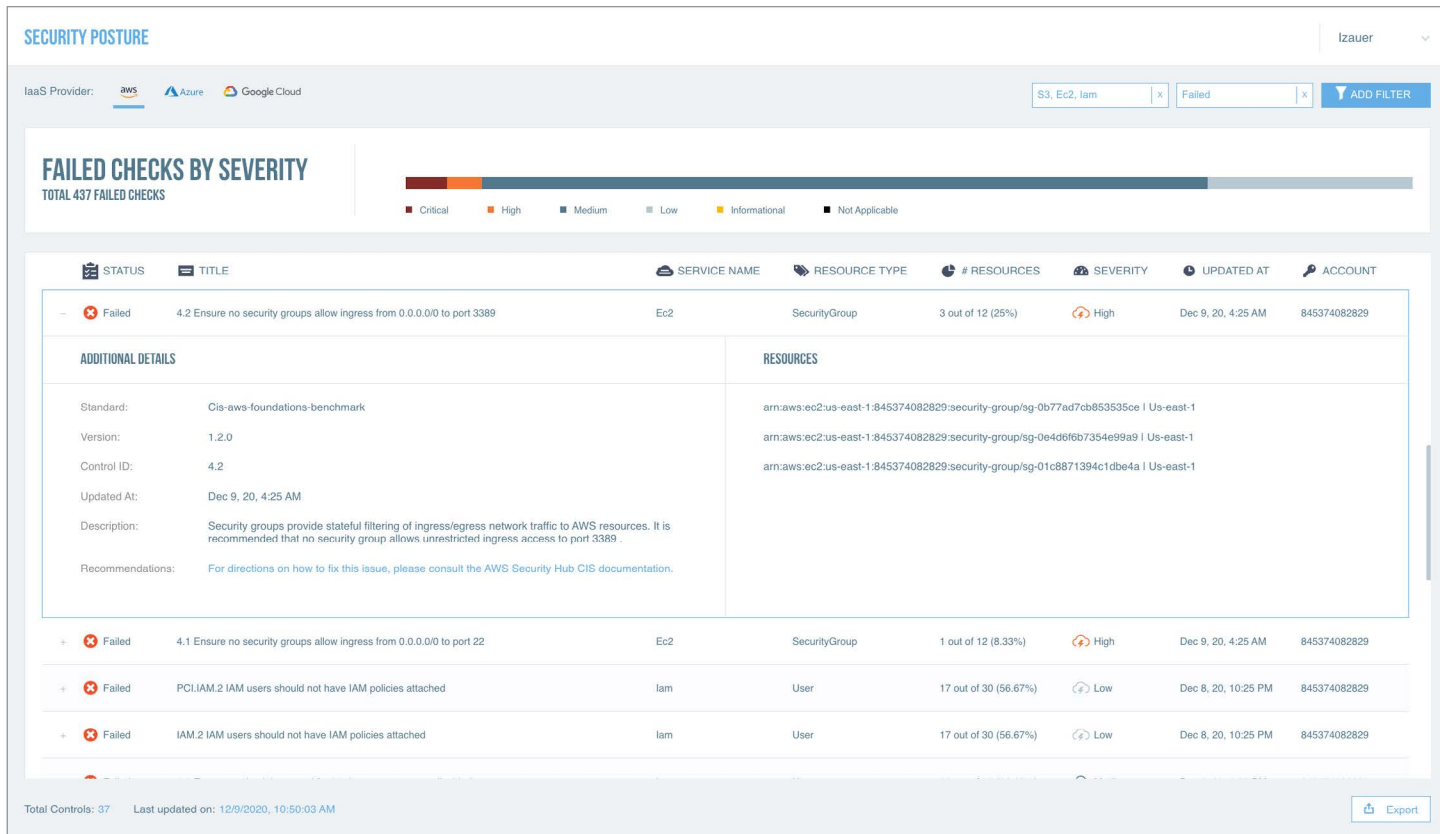 SECURITY POSTURE
Izauer
IaaS Provider: aws Azure Google Cloud
S3, Ec2, Iam x Failed x ADD FILTER
FAILED CHECKS BY SEVERITY
TOTAL 437 FAILED CHECKS
Critical High Medium Low Informational Not Applicable
STATUS TITLE SERVICE NAME RESOURCE TYPE # RESOURCES SEVERITY UPDATED AT ACCOUNT
– Failed 4.2 Ensure no security groups allow ingress from 0.0.0.0/0 to port 3389 Ec2 SecurityGroup 3 out of 12 (25%) High Dec 9, 20, 4:25 AM 845374082829
ADDITIONAL DETAILS
RESOURCES
Standard: Cis-aws-foundations-benchmark
Version: 1.2.0
Control ID: 4.2
Updated At: Dec 9, 20, 4:25 AM
Description: Security groups provide stateful filtering of ingress/egress network traffic to AWS resources. It is
recommended that no security group allows unrestricted ingress access to port 3389 .
Recommendations: For directions on how to fix this issue, please consult the AWS Security Hub CIS documentation.
arn:aws:ec2:us-east-1:845374082829:security-group/sg-0b77ad7cb853535ce | Us-east-1
arn:aws:ec2:us-east-1:845374082829:security-group/sg-0e4d6f6b7354e99a9 | Us-east-1
arn:aws:ec2:us-east-1:845374082829:security-group/sg-01c8871394c1dbe4a | Us-east-1
+ Failed 4.1 Ensure no security groups allow ingress from 0.0.0.0/0 to port 22 Ec2 SecurityGroup 1 out of 12 (8.33%) High Dec 9, 20, 4:25 AM 845374082829
+ Failed PCI.IAM.2 IAM users should not have IAM policies attached Iam User 17 out of 30 (56.67%) Low Dec 8, 20, 10:25 PM 845374082829
+ Failed IAM.2 IAM users should not have IAM policies attached Iam User 17 out of 30 (56.67%) Low Dec 8, 20, 10:25 PM 845374082829
Total Controls: 37 Last updated on: 12/9/2020, 10:50:03 AM
Export